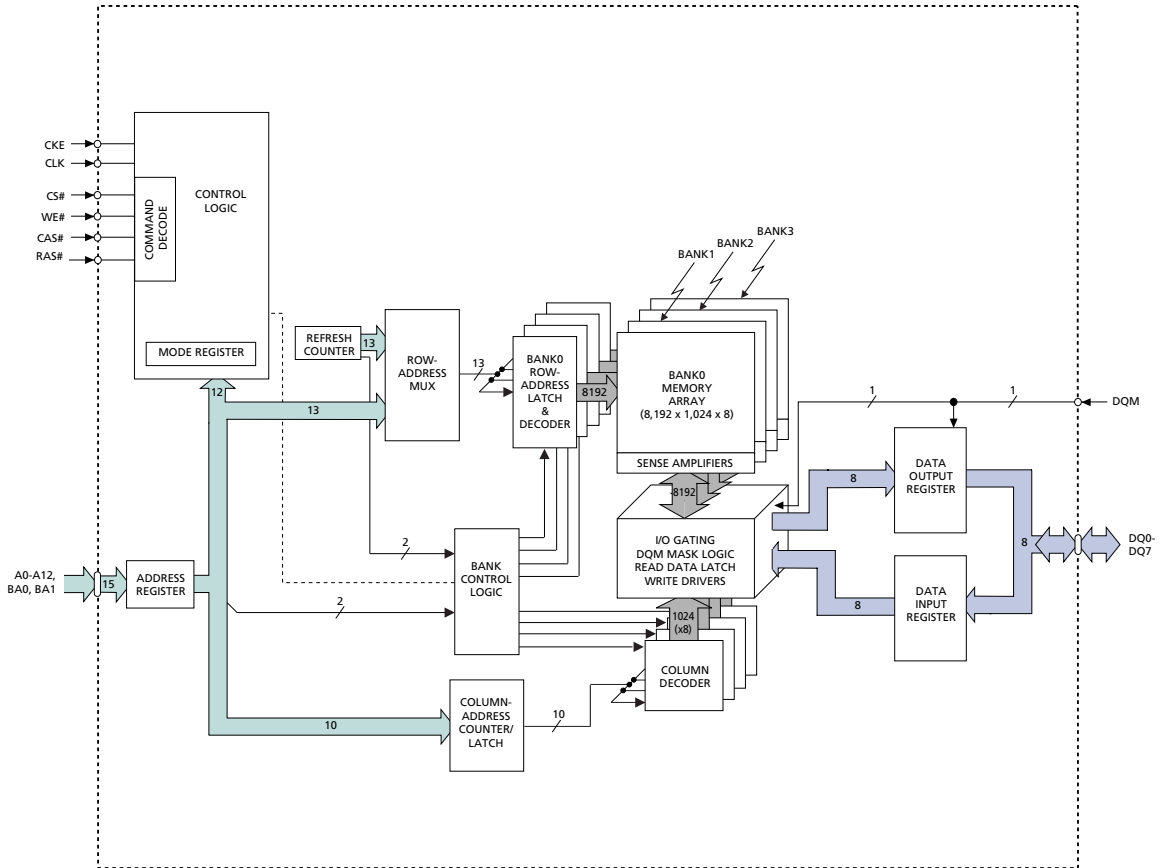 CKE
CLK
CS#
WE#
CAS#
RAS#
COMMAND
DECODE
CONTROL
LOGIC
MODE REGISTER
12
REFRESH
COUNTER
13
13
ROW-
ADDRESS
MUX
13
BANK0
ROW-
ADDRESS
LATCH
&
DECODER
8192
BANK1
BANK2
BANK3
BANK0
MEMORY
ARRAY
(8,192 x 1,024 x 8)
SENSE AMPLIFIERS
8192
I/O GATING
DQM MASK LOGIC
READ DATA LATCH
WRITE DRIVERS
1024
(x8)
COLUMN
DECODER
1
1
DQM
DATA
OUTPUT
REGISTER
8
8
8
DATA
INPUT
REGISTER
DQ0-
DQ7
A0-A12,
BA0, BA1
15
ADDRESS
REGISTER
2
2
BANK
CONTROL
LOGIC
10
COLUMN-
ADDRESS
COUNTER/
LATCH
10